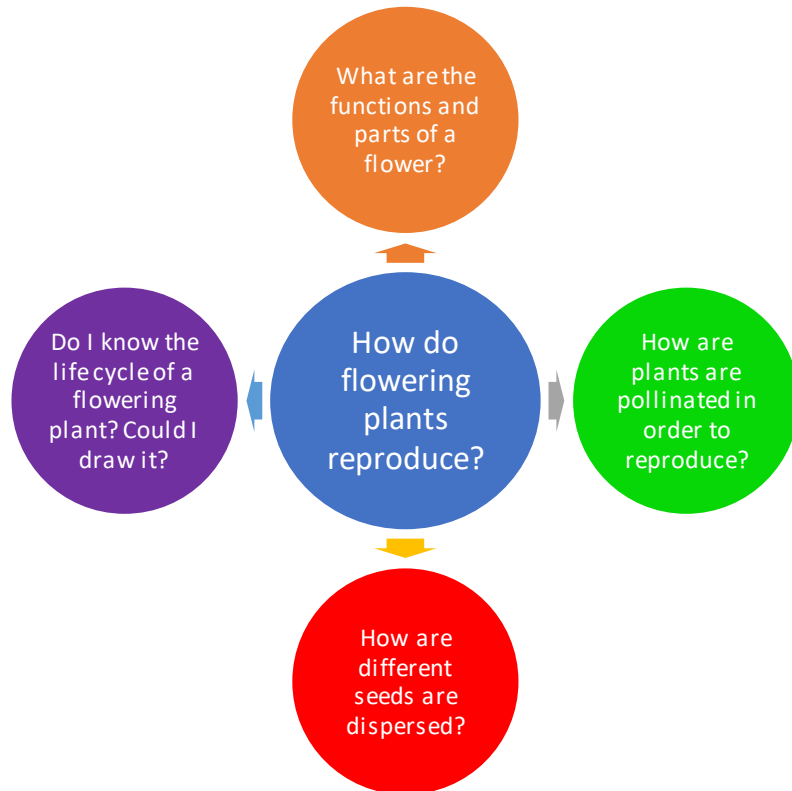 What are the
functions and
parts of a
flower?
Do I know the
life cycle of a
flowering
plant? Could I
draw it?
How do
flowering
plants
reproduce?
How are
plants are
pollinated in
order to
reproduce?
How are
different
seeds are
dispersed?